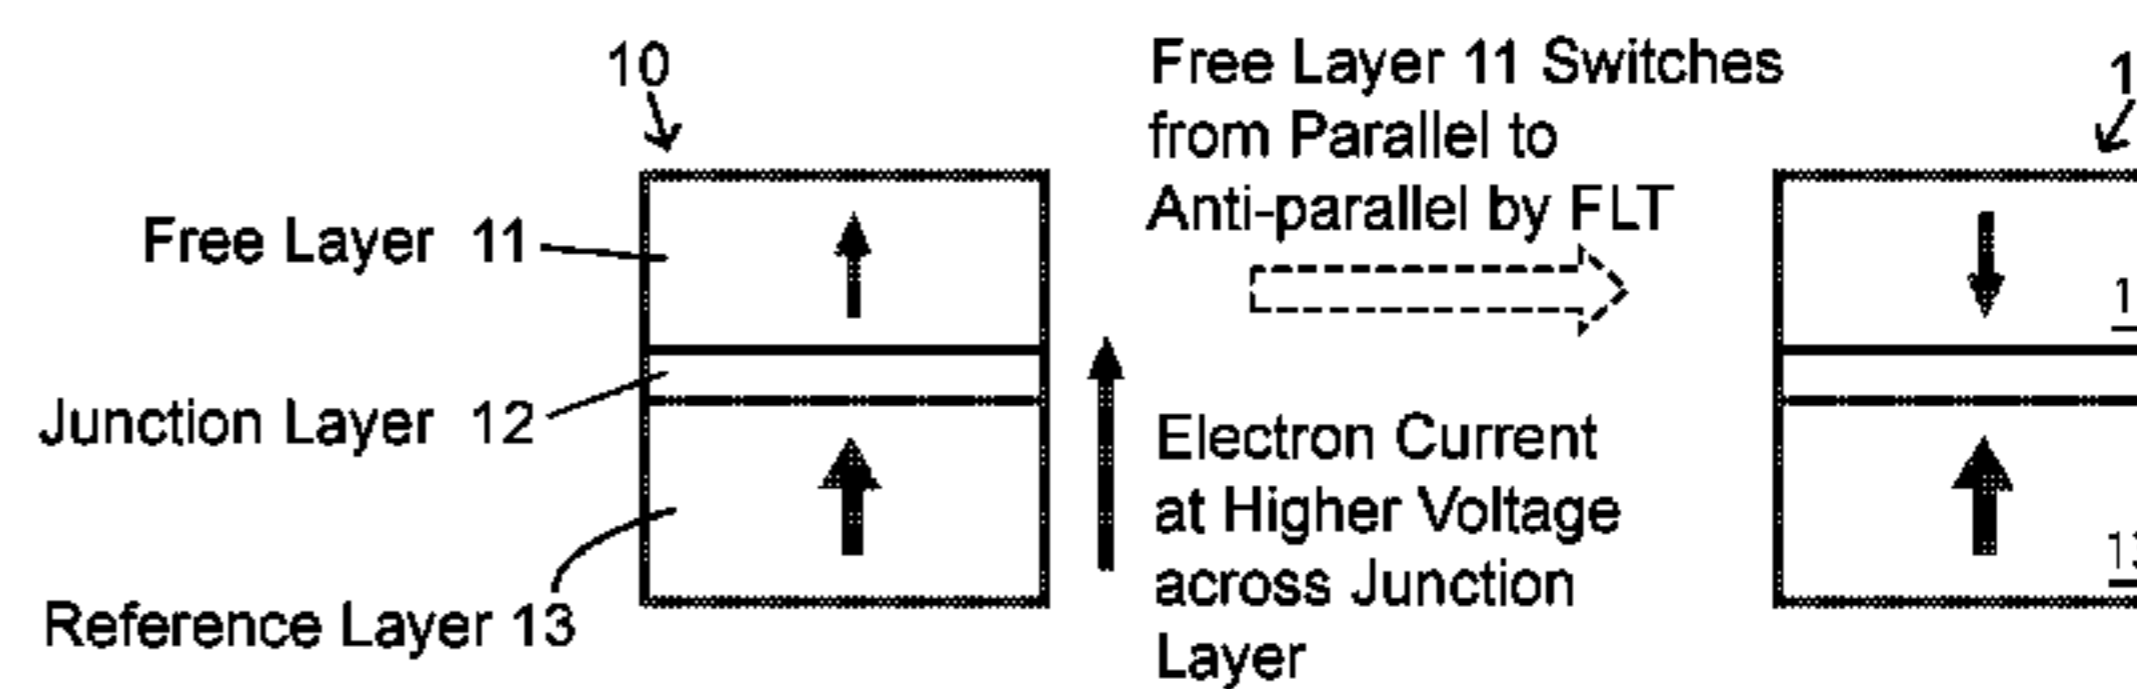 10
Free Layer 11 Switches
from Parallel to
Anti-parallel by FLT
Free Layer 11
Junction Layer 12
Electron Current
at Higher Voltage
across Junction
Layer
Reference Layer 13